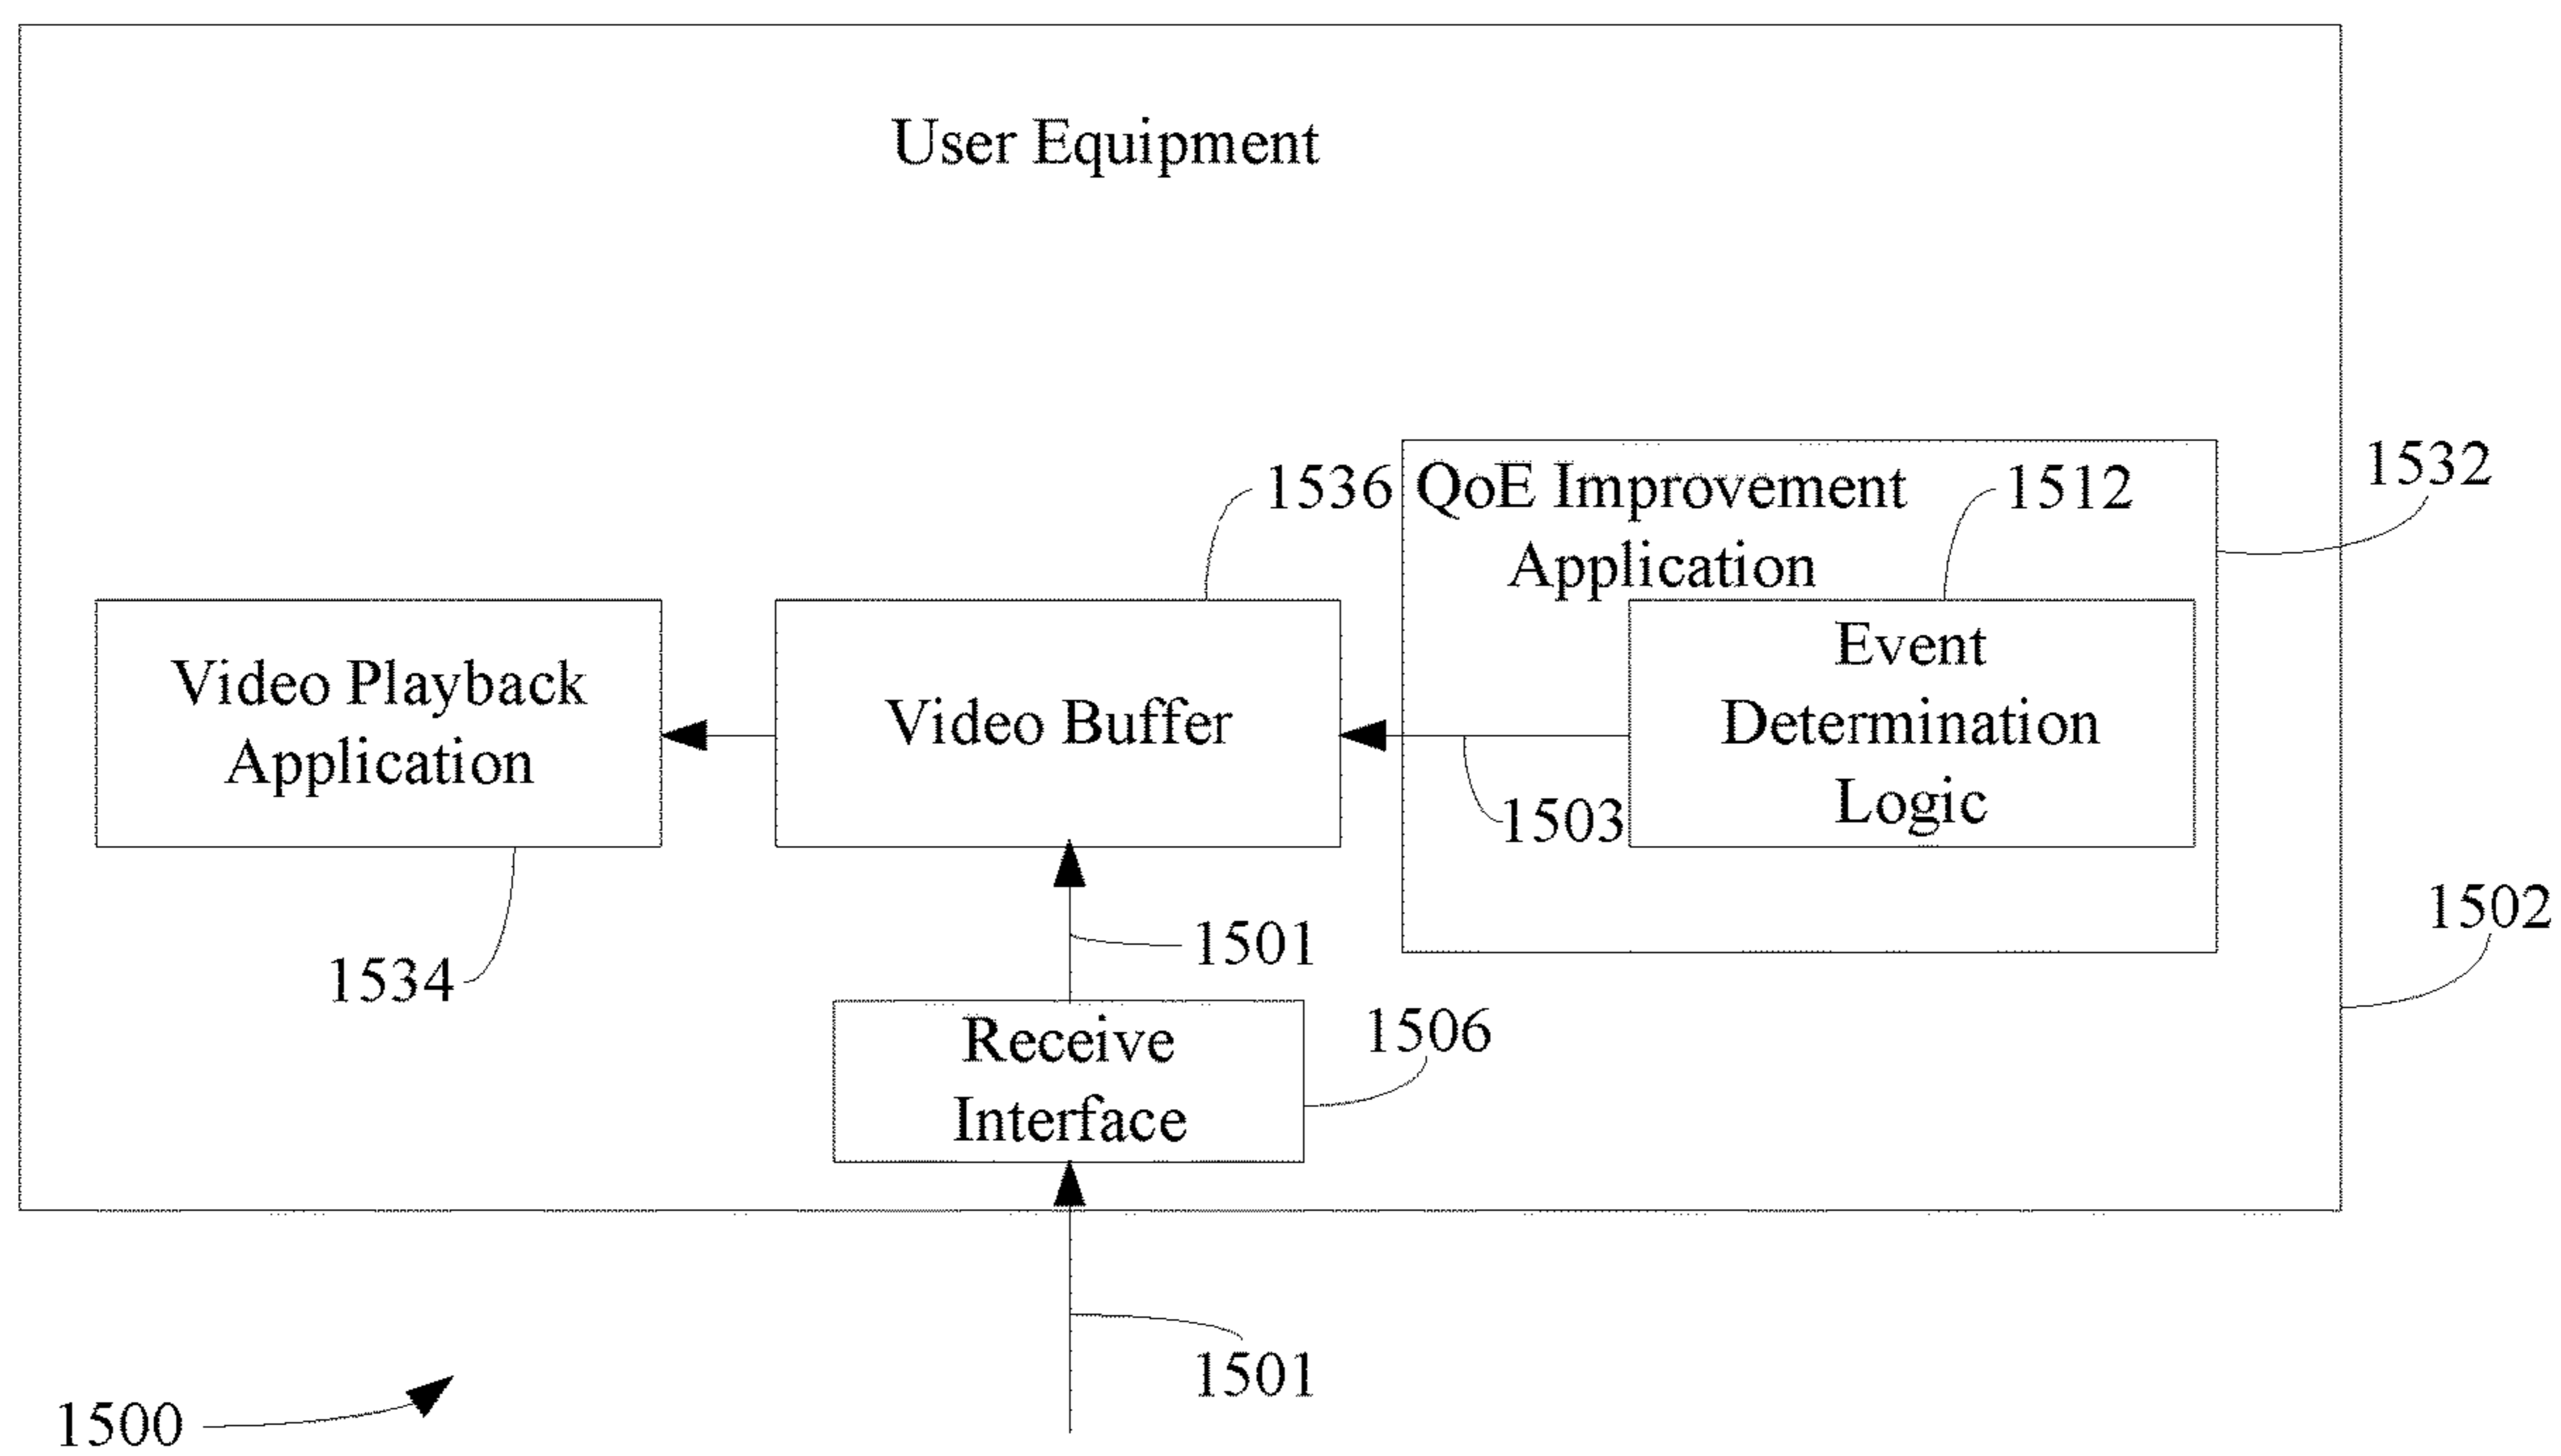 User Equipment
1536
QoE Improvement
Application
1512
1532
Video Playback
Application
Video Buffer
Event
Determination
Logic
1503
1534
1501
1502
Receive
Interface
1506
1501
1500